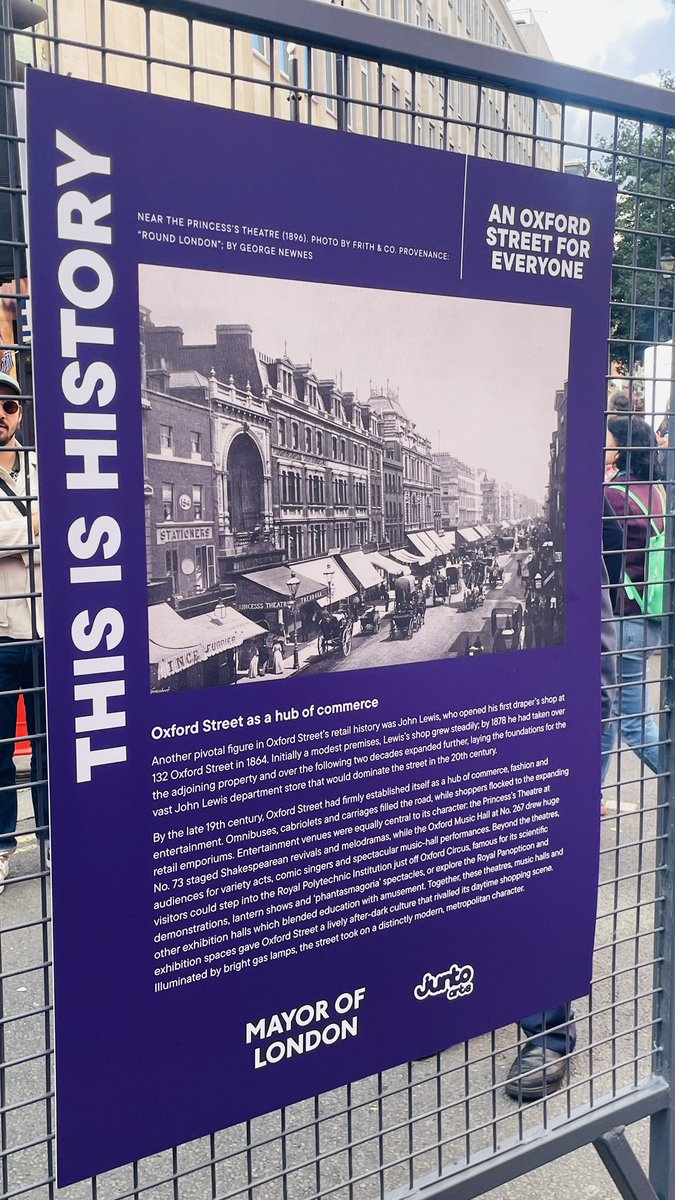 THIS IS HISTORY
NEAR THE PRINCESS'S THEATRE (1896). PHOTO BY FRITH & CO. PROVENANCE:
"ROUND LONDON"; BY GEORGE NEWNES
AN OXFORD
STREET FOR
EVERYONE
STATIONERS
PRINCESS THEATRE
Oxford Street as a hub of commerce
Another pivotal figure in Oxford Street's retail history was John Lewis, who opened his first draper's shop at
132 Oxford Street in 1864. Initially a modest premises, Lewis's shop grew steadily; by 1878 he had taken over
the adjoining property and over the following two decades expanded further, laying the foundations for the
vast John Lewis department store that would dominate the street in the 20th century.
By the late 19th century, Oxford Street had firmly established itself as a hub of commerce, fashion and
entertainment. Omnibuses, cabriolets and carriages filled the road, while shoppers flocked to the expanding
retail emporiums. Entertainment venues were equally central to its character: the Princess's Theatre at
No. 73 staged Shakespearean revivals and melodramas, while the Oxford Music Hall at No. 267 drew huge
audiences for variety acts, comic singers and spectacular music-hall performances. Beyond the theatres,
visitors could step into the Royal Polytechnic Institution just off Oxford Circus, famous for its scientific
demonstrations, lantern shows and 'phantasmagoria' spectacles, or explore the Royal Panopticon and
other exhibition halls which blended education with amusement. Together, these theatres, music halls and
exhibition spaces gave Oxford Street a lively after-dark culture that rivalled its daytime shopping scene.
Illuminated by bright gas lamps, the street took on a distinctly modern, metropolitan character.
MAYOR OF
LONDON
Junto
arts